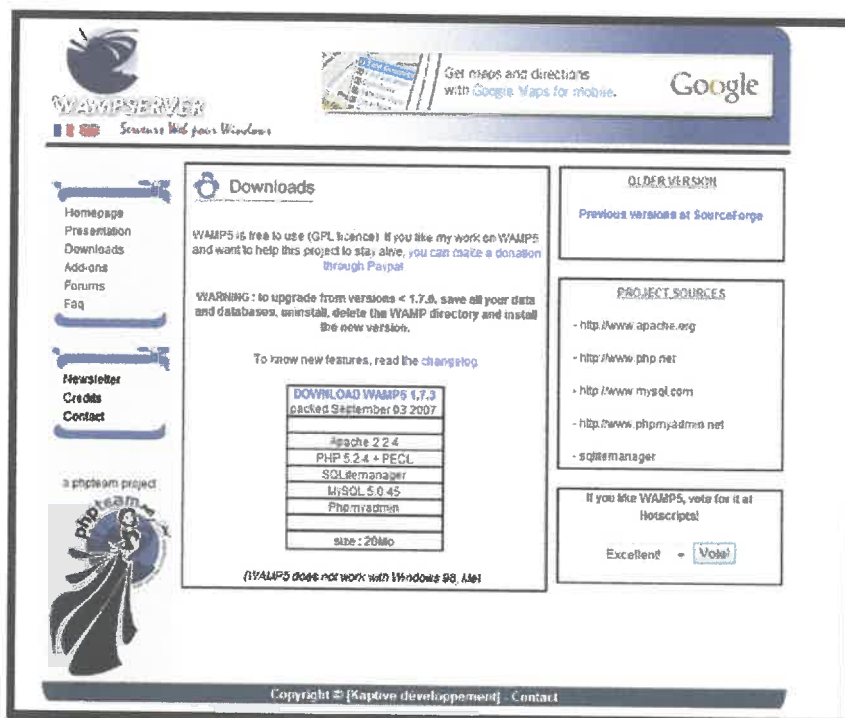 WAMPSERVER
Serveur Web pour Windows
Get maps and directions
with Google Maps for mobile.
Google
Homepage
Presentation
Downloads
Add-ons
Forums
Faq
Newsletter
Credits
Contact
a phpteam project
phpteam
Downloads
WAMP5 is free to use (GPL licence). If you like my work on WAMP5
and want to help this project to stay alive, you can make a donation
through Paypal
WARNING : to upgrade from versions < 1.7.0, save all your data
and databases, uninstall, delete the WAMP directory and install
the new version.
To know new features, read the changelog
DOWNLOAD WAMP5 1.7.3
packed September 03 2007
Apache 2.2.4
PHP 5.2.4 + PECL
SQLitemanager
MySQL 5.0.45
Phpmyadmin
size : 20Mo
(WAMP5 does not work with Windows 98, Me)
OLDER VERSION
Previous versions at SourceForge
PROJECT SOURCES
- http://www.apache.org
- http://www.php.net
- http://www.mysql.com
- http://www.phpmyadmin.net
- sqlitemanager
If you like WAMP5, vote for it at
Hotscripts!
Excellent! Vote!
Copyright © [Kaptive développement] - Contact